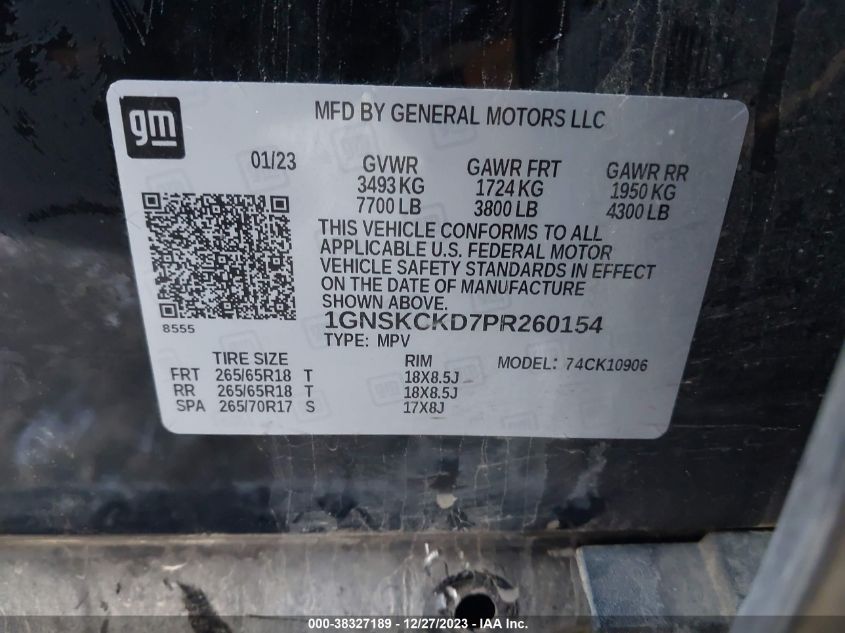 gm
MFD BY GENERAL MOTORS LLC
01/23 GVWR GAWR FRT GAWR RR
3493 KG 1724 KG 1950 KG
7700 LB 3800 LB 4300 LB
THIS VEHICLE CONFORMS TO ALL
APPLICABLE U.S. FEDERAL MOTOR
VEHICLE SAFETY STANDARDS IN EFFECT
ON THE DATE OF MANUFACTURE
SHOWN ABOVE.
8555
1GNSKCKD7PR260154
TYPE: MPV
TIRE SIZE RIM MODEL: 74CK10906
FRT 265/65R18 T 18X8.5J
RR 265/65R18 T 18X8.5J
SPA 265/70R17 S 17X8J
000-38327189 - 12/27/2023 - IAA Inc.